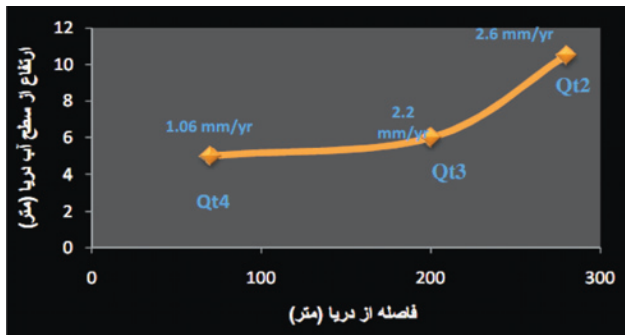 ارتفاع از سطح آب دریا (متر)
12
10
8
6
4
2
0
2.6 mm/yr
Qt2
2.2
mm/yr
Qt3
1.06 mm/yr
Qt4
0
100
200
300
فاصله از دریا (متر)